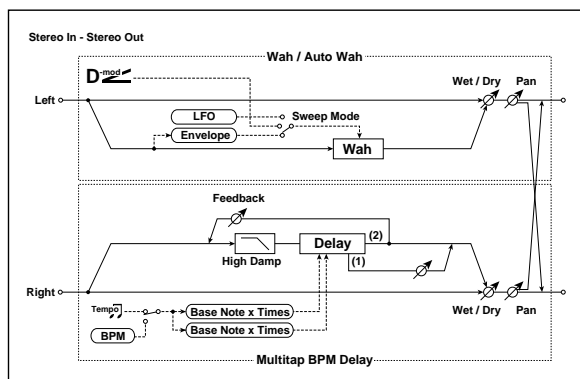 Stereo In - Stereo Out
Wah / Auto Wah
D-mod
Wet / Dry
Pan
Left
LFO
Sweep Mode
Envelope
Wah
Feedback
High Damp
Delay
(2)
(1)
Right
Wet / Dry
Pan
Tempo
BPM
Base Note x Times
Base Note x Times
Multitap BPM Delay